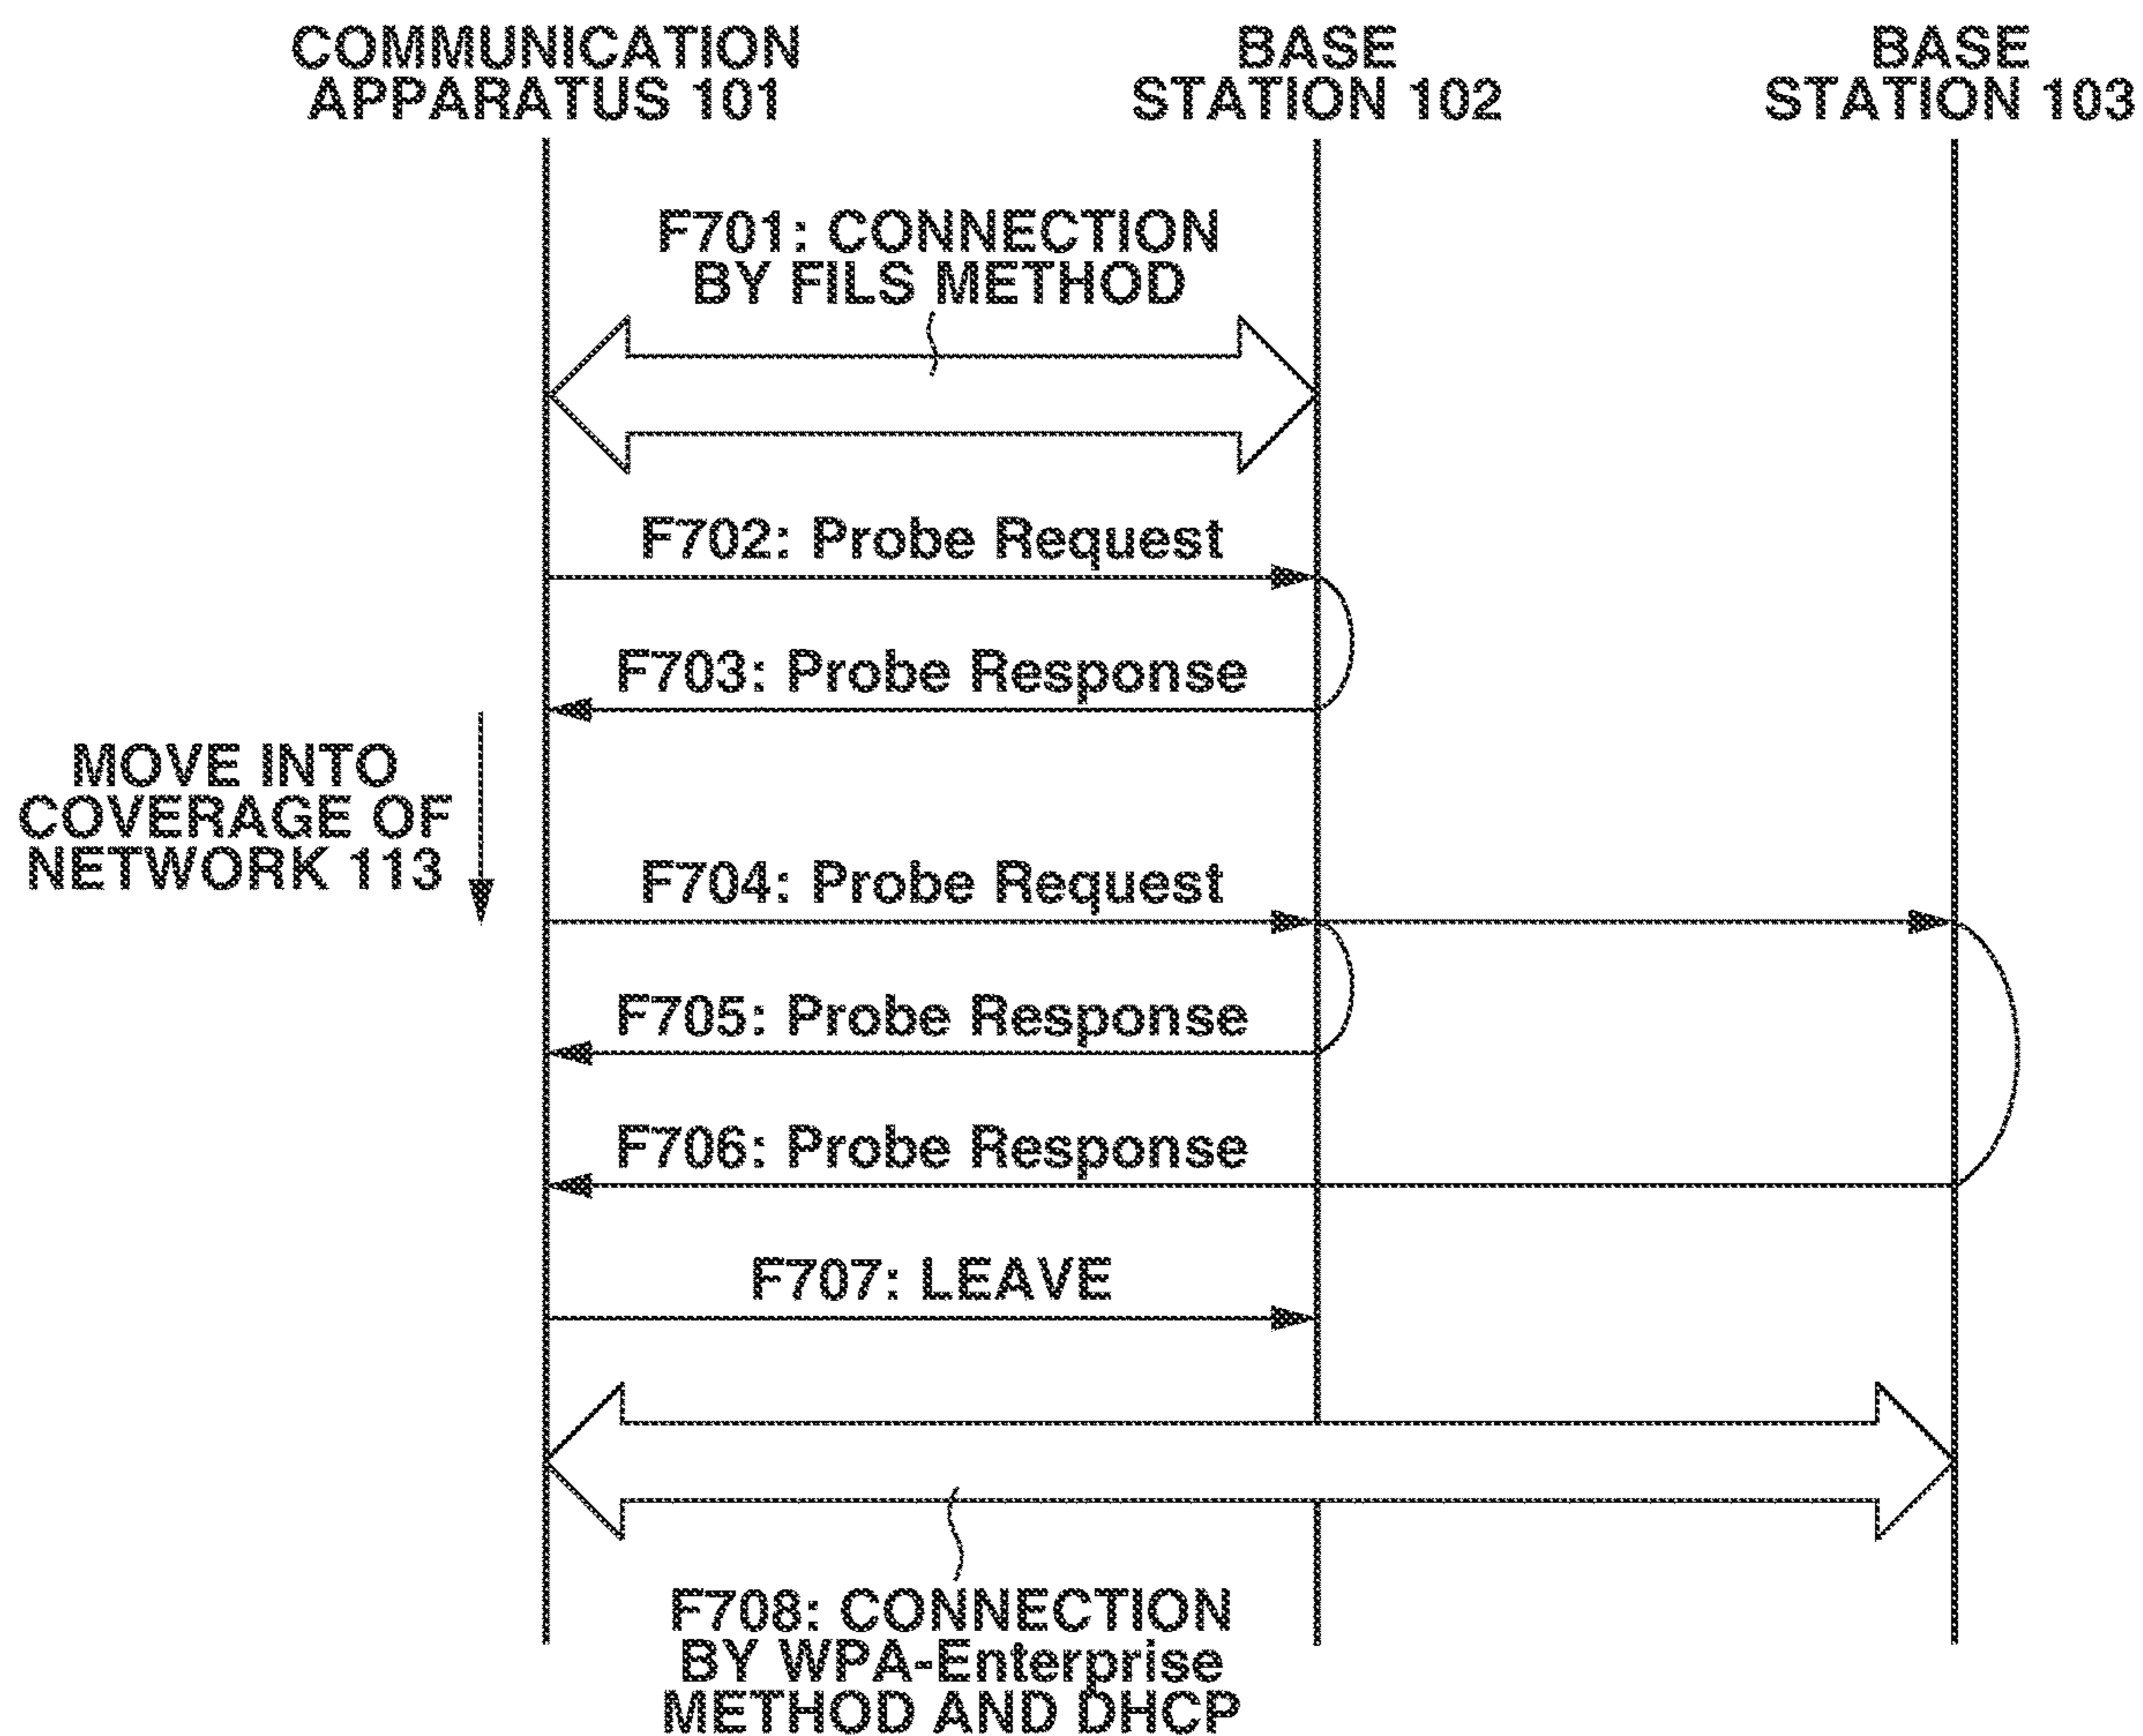 COMMUNICATION
APPARATUS 101
BASE
STATION 102
BASE
STATION 103
F701: CONNECTION
BY FILS METHOD
F702: Probe Request
F703: Probe Response
MOVE INTO
COVERAGE OF
NETWORK 113
F704: Probe Request
F705: Probe Response
F706: Probe Response
F707: LEAVE
F708: CONNECTION
BY WPA-Enterprise
METHOD AND DHCP